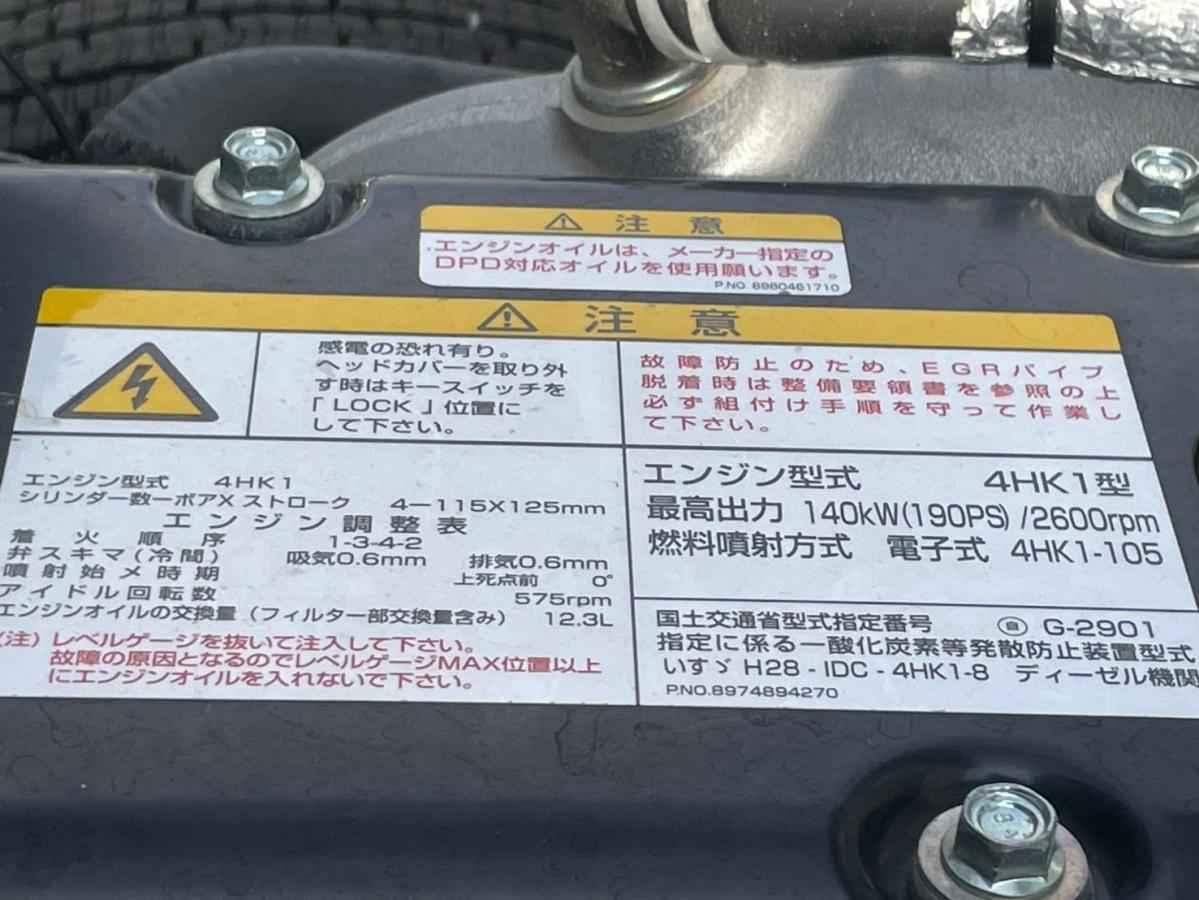 ⚠ 注意
エンジンオイルは、メーカー指定の
DPD対応オイルを使用願います。
P.NO. 8980461710
⚠ 注意
感電の恐れ有り。
ヘッドカバーを取り外
す時はキースイッチを
「LOCK」位置に
して下さい。
故障防止のため、EGRパイプ
脱着時は整備要領書を参照の上
必ず組付け手順を守って作業し
て下さい。
エンジン型式 4HK1
シリンダー数ーボアXストローク 4ー115X125mm
エンジン調整表
着火順序 1-3-4-2
弁スキマ(冷間) 吸気0.6mm 排気0.6mm
噴射始メ時期 上死点前 0°
アイドル回転数 575rpm
エンジンオイルの交換量(フィルター部交換量含み) 12.3L
(注)レベルゲージを抜いて注入して下さい。
故障の原因となるのでレベルゲージMAX位置以上
にエンジンオイルを入れないで下さい。
エンジン型式 4HK1型
最高出力 140kW(190PS)/2600rpm
燃料噴射方式 電子式 4HK1-105
国土交通省型式指定番号 ㊀自 G-2901
指定に係る一酸化炭素等発散防止装置型式
いすゞ H28 - IDC - 4HK1-8 ディーゼル機関
P.NO.8974894270